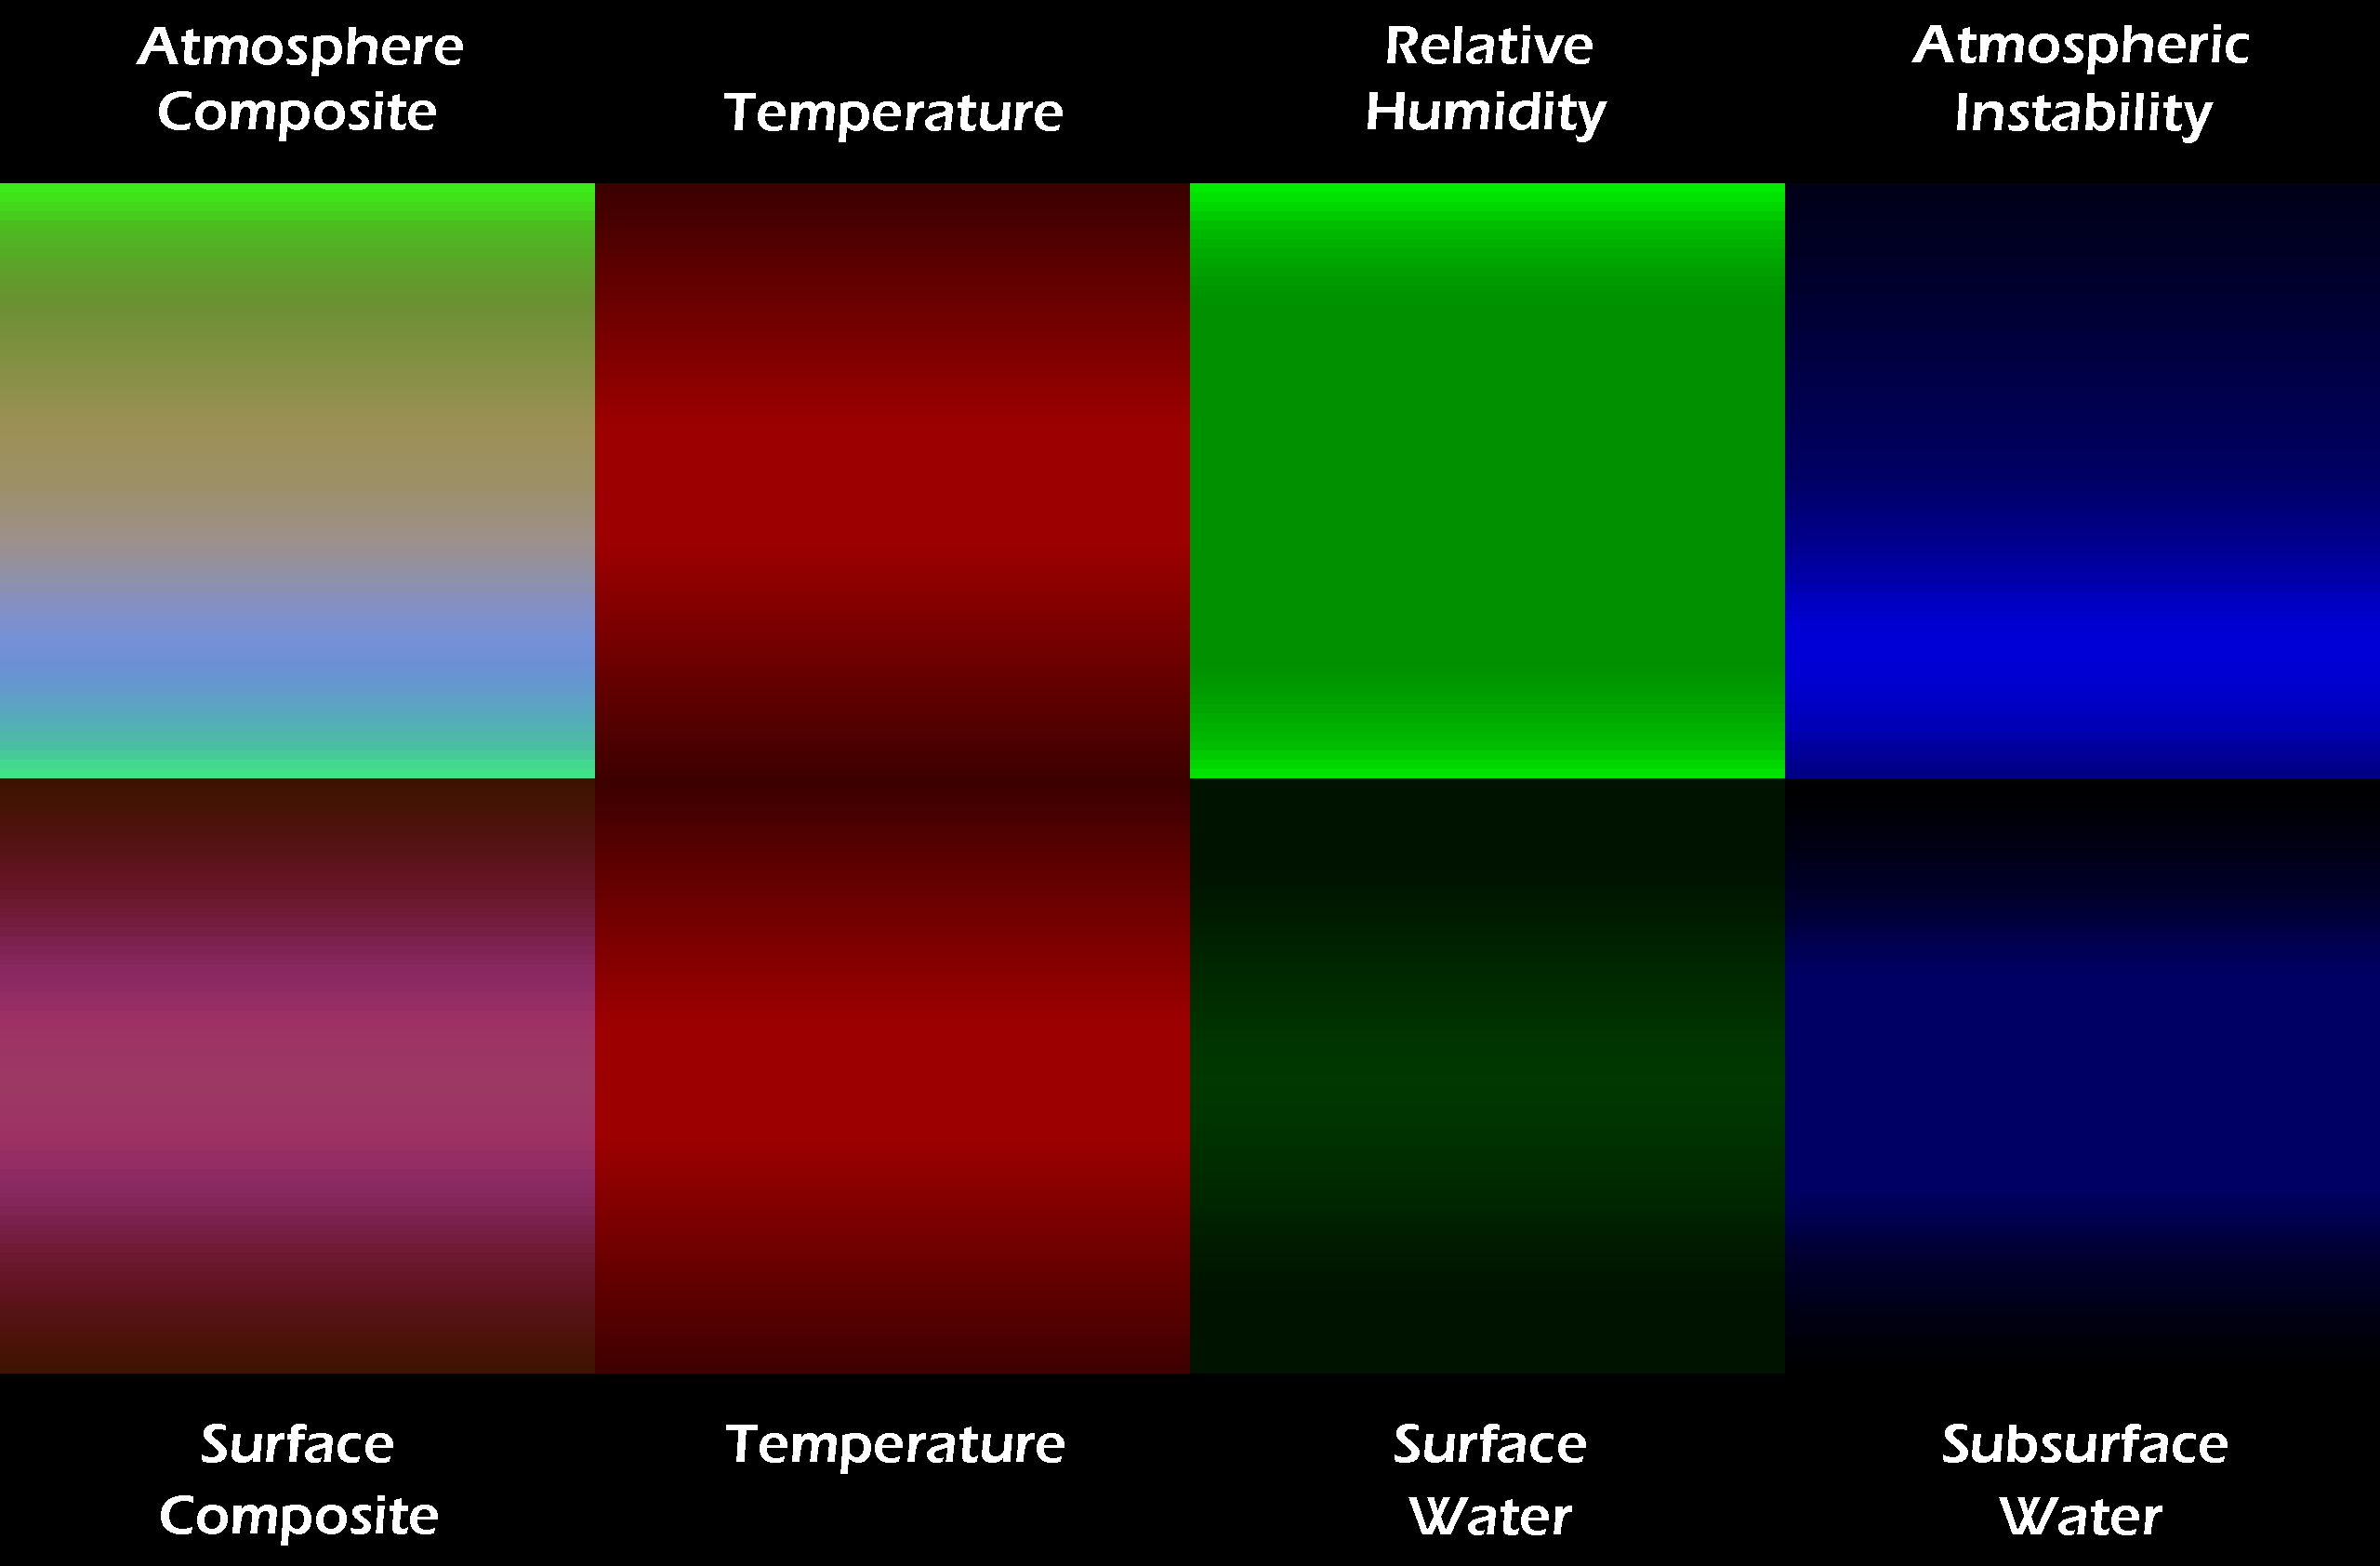 Atmosphere
Composite
Temperature
Relative
Humidity
Atmospheric
Instability
Surface
Composite
Temperature
Surface
Water
Subsurface
Water